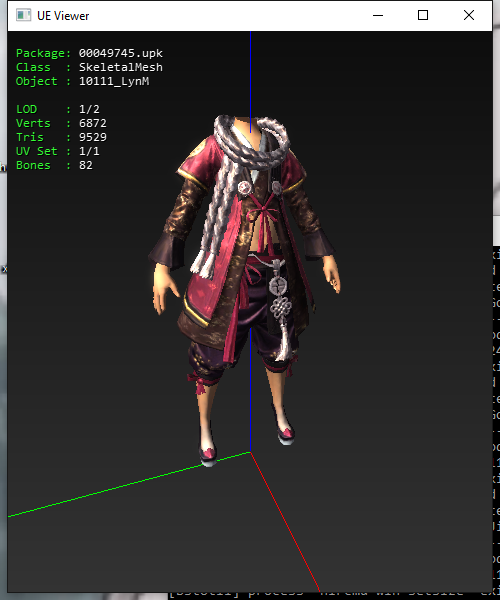 UE Viewer
Package: 00049745.upk
Class : SkeletalMesh
Object : 10111_LynM
LOD : 1/2
Verts : 6872
Tris : 9529
UV Set : 1/1
Bones : 82